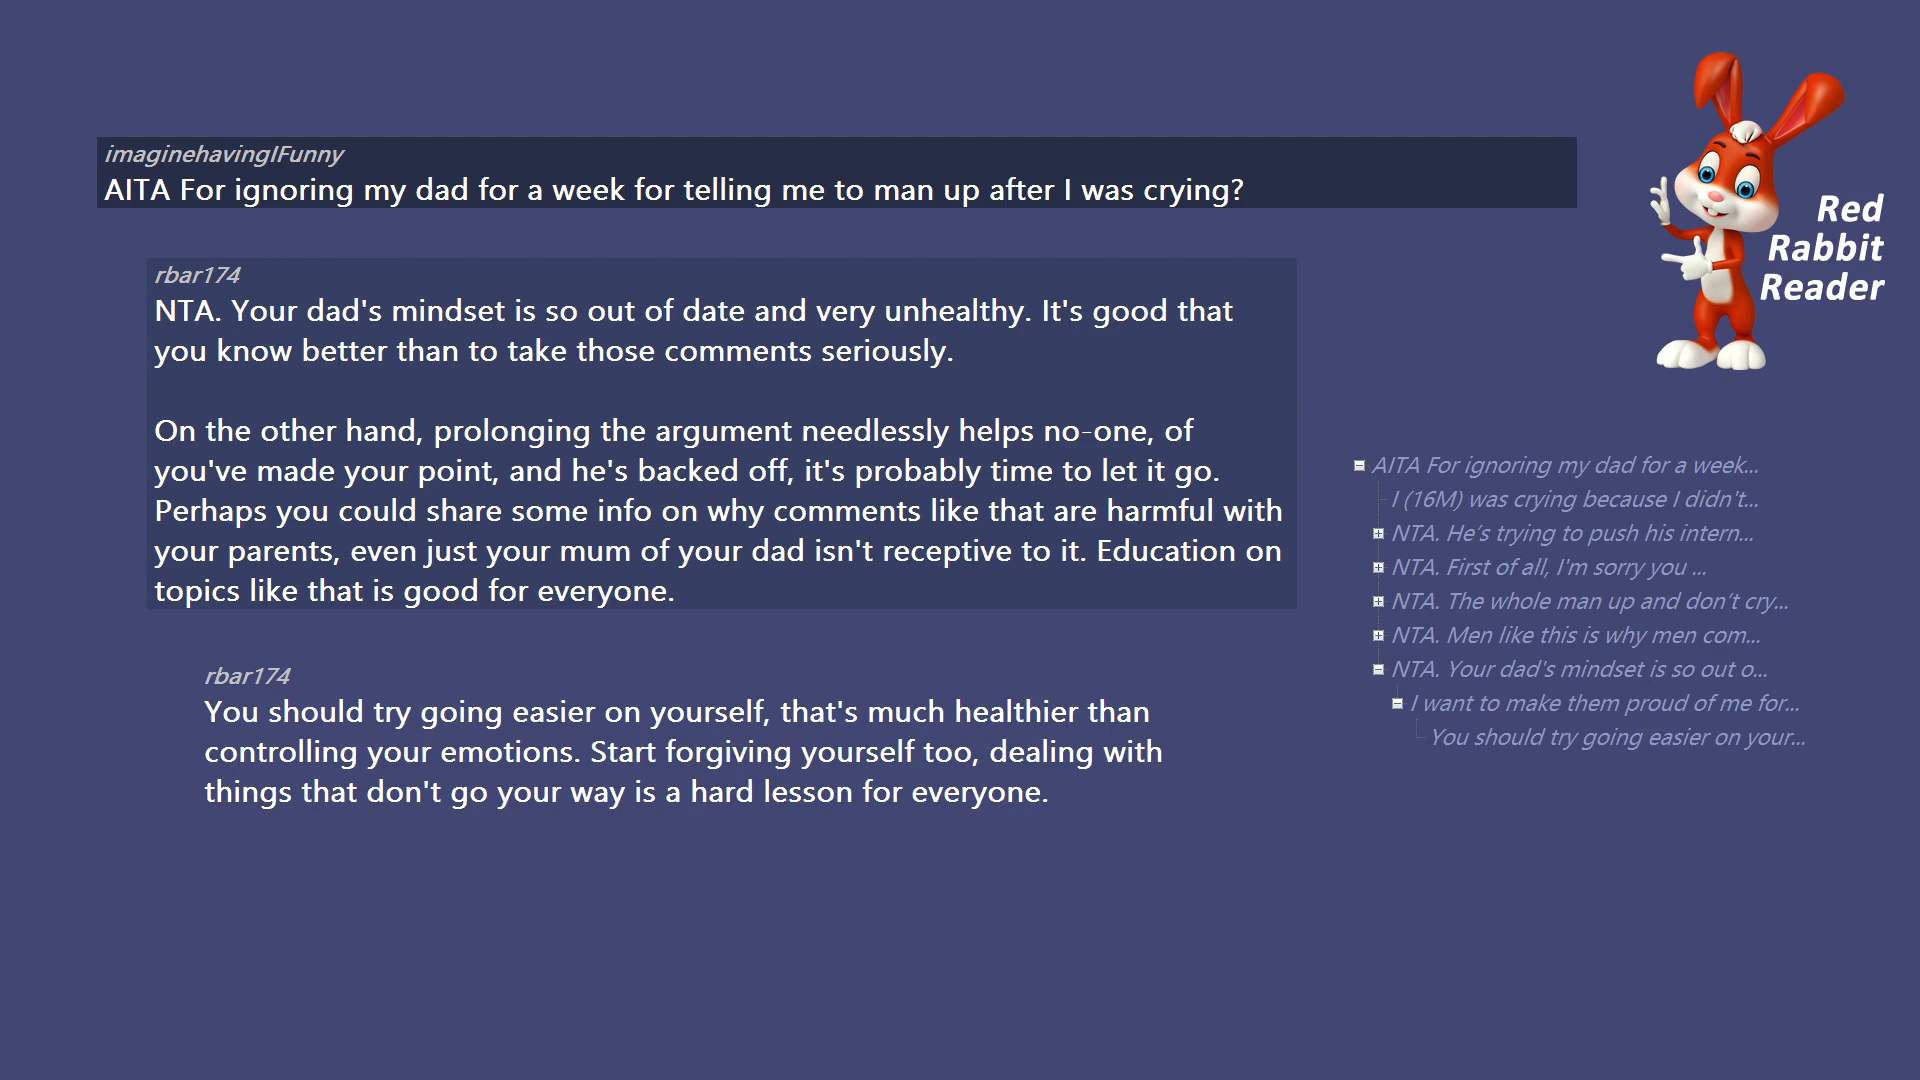 imaginehavingIFunny
AITA For ignoring my dad for a week for telling me to man up after I was crying?
rbar174
NTA. Your dad's mindset is so out of date and very unhealthy. It's good that
you know better than to take those comments seriously.
On the other hand, prolonging the argument needlessly helps no-one, of
you've made your point, and he's backed off, it's probably time to let it go.
Perhaps you could share some info on why comments like that are harmful with
your parents, even just your mum of your dad isn't receptive to it. Education on
topics like that is good for everyone.
rbar174
You should try going easier on yourself, that's much healthier than
controlling your emotions. Start forgiving yourself too, dealing with
things that don't go your way is a hard lesson for everyone.
Red
Rabbit
Reader
AITA For ignoring my dad for a week...
I (16M) was crying because I didn't...
NTA. He’s trying to push his intern...
NTA. First of all, I'm sorry you ...
NTA. The whole man up and don’t cry...
NTA. Men like this is why men com...
NTA. Your dad's mindset is so out o...
I want to make them proud of me for...
You should try going easier on your...